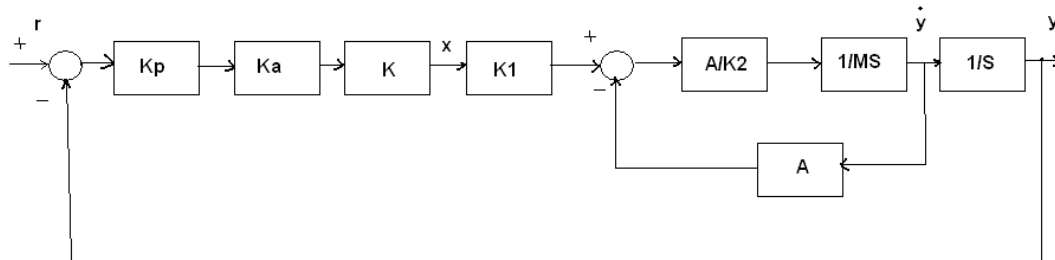 r
ẏ
y
+
Kp
Ka
K
x
K1
+
A/K2
1/MS
1/S
−
−
A